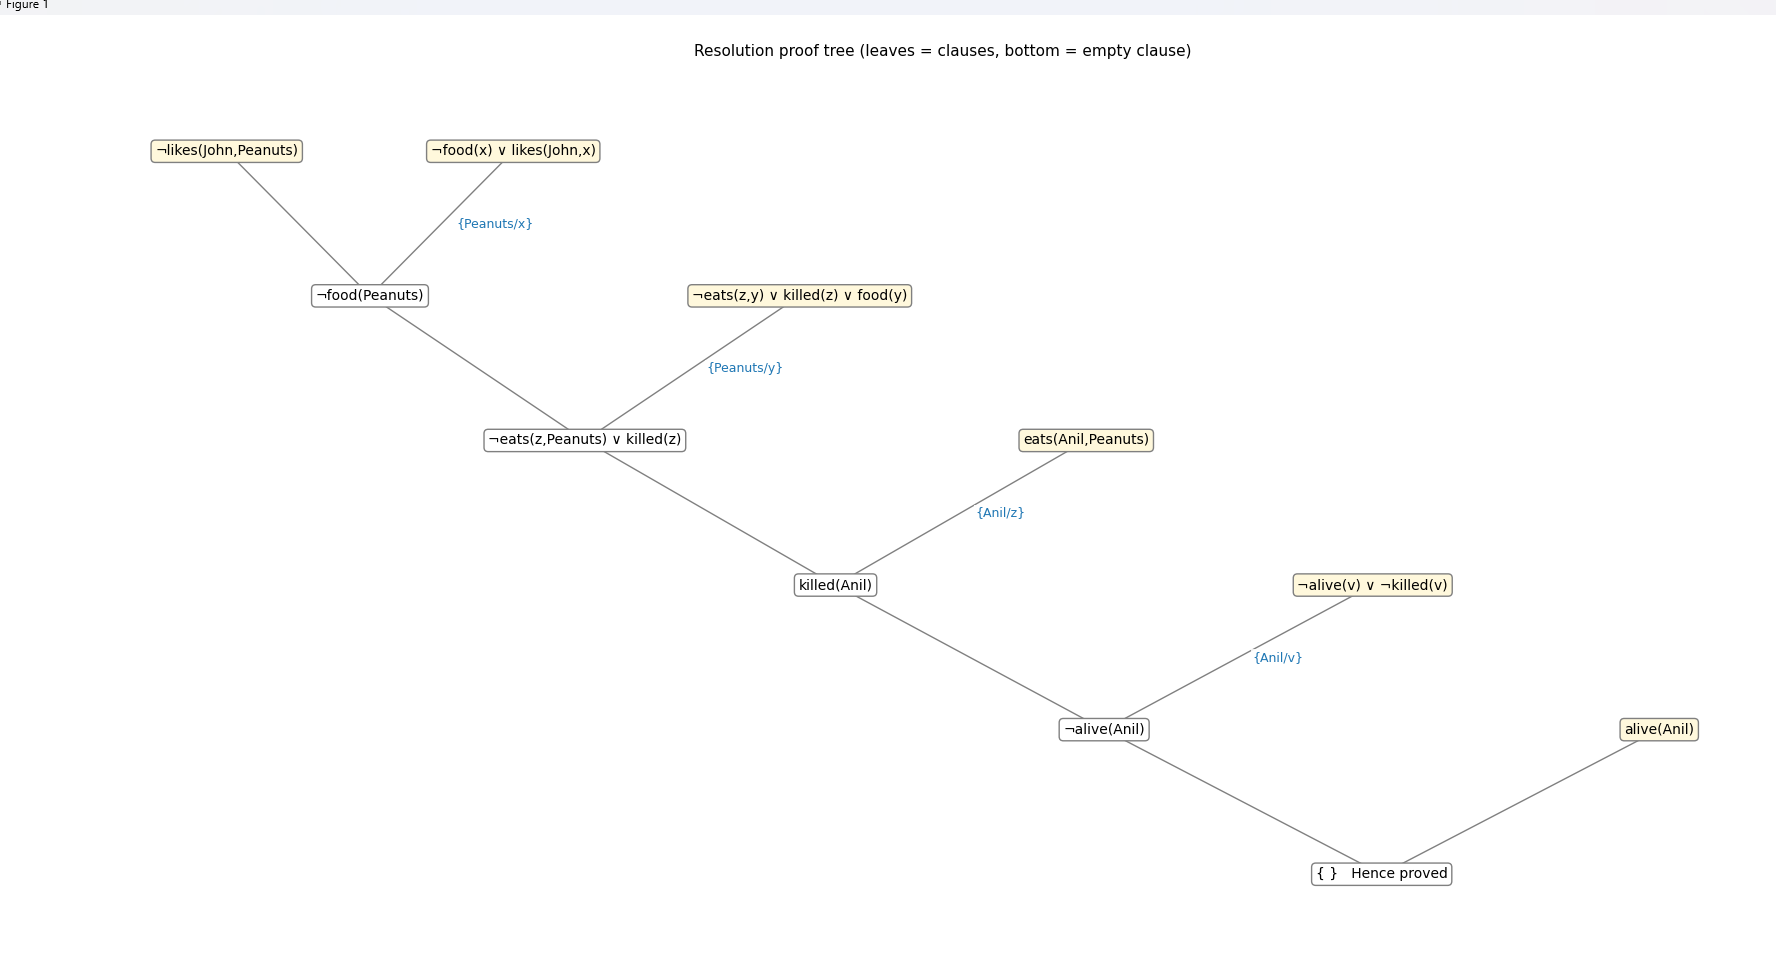 Figure 1
Resolution proof tree (leaves = clauses, bottom = empty clause)
¬likes(John,Peanuts)
¬food(x) ∨ likes(John,x)
{Peanuts/x}
¬food(Peanuts)
¬eats(z,y) ∨ killed(z) ∨ food(y)
{Peanuts/y}
¬eats(z,Peanuts) ∨ killed(z)
eats(Anil,Peanuts)
{Anil/z}
killed(Anil)
¬alive(v) ∨ ¬killed(v)
{Anil/v}
¬alive(Anil)
alive(Anil)
{ }   Hence proved